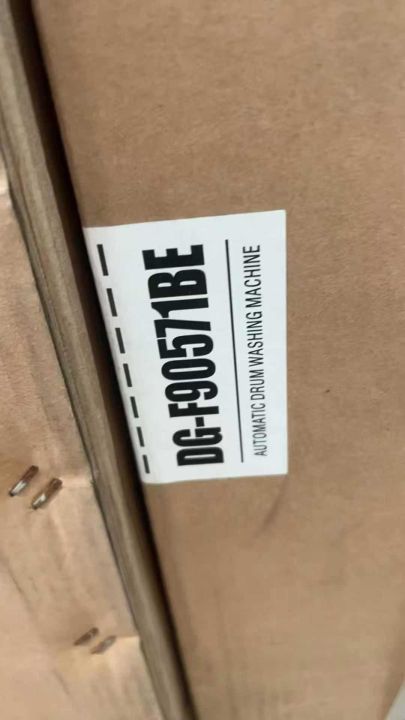 DG-F90571BE
AUTOMATIC DRUM WASHING MACHINE